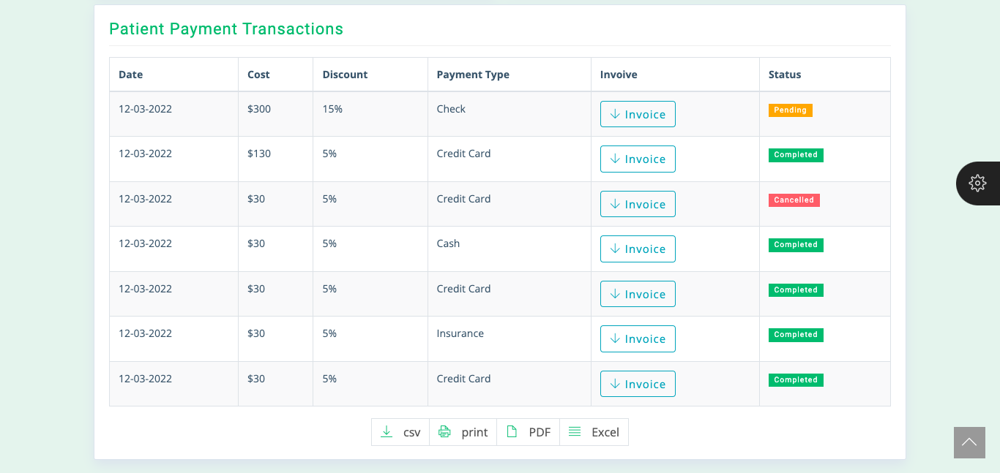 Patient Payment Transactions
Date Cost Discount Payment Type Invoive Status
12-03-2022 $300 15% Check Invoice Pending
12-03-2022 $130 5% Credit Card Invoice Completed
12-03-2022 $30 5% Credit Card Invoice Cancelled
12-03-2022 $30 5% Cash Invoice Completed
12-03-2022 $30 5% Credit Card Invoice Completed
12-03-2022 $30 5% Insurance Invoice Completed
12-03-2022 $30 5% Credit Card Invoice Completed
csv print PDF Excel